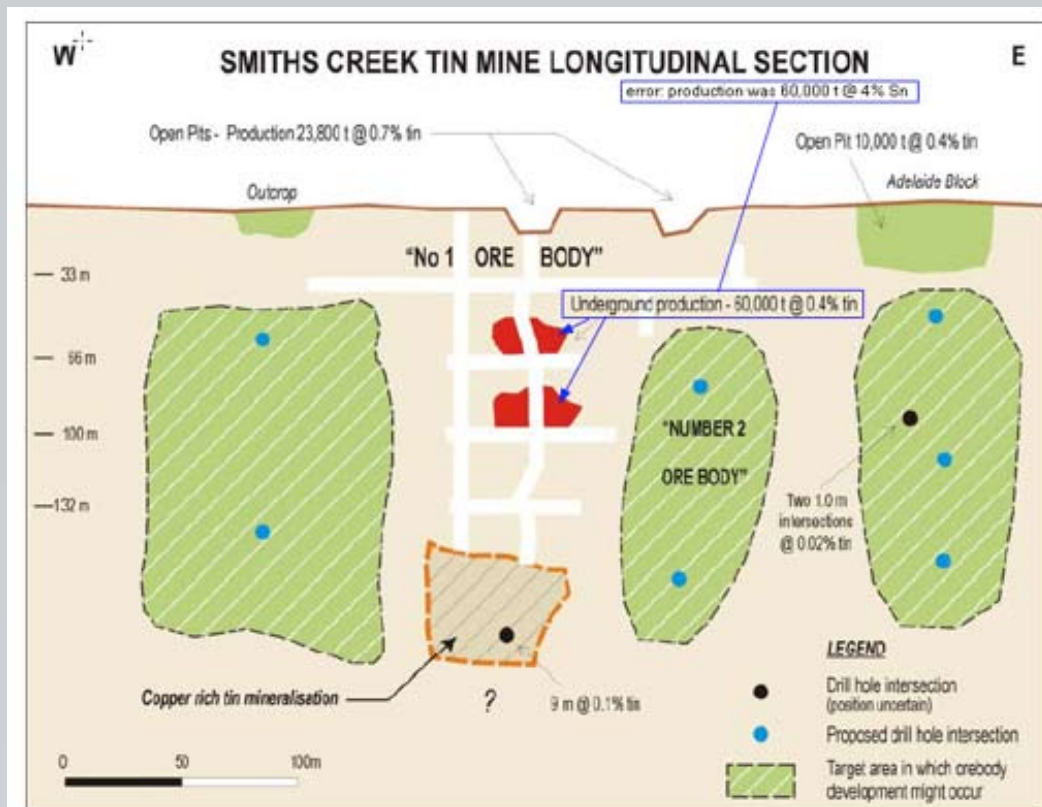 W
E
SMITHS CREEK TIN MINE LONGITUDINAL SECTION
error: production was 60,000 t @ 4% Sn
Open Pits - Production 23,800 t @ 0.7% tin
Open Pit 10,000 t @ 0.4% tin
Outcrop
Adelaide Block
"No 1 ORE BODY"
33 m
Underground production - 60,000 t @ 0.4% tin
66 m
100 m
"NUMBER 2
ORE BODY"
132 m
Two 1.0 m
intersections
@ 0.02% tin
Copper rich tin mineralisation
?
9 m @ 0.1% tin
LEGEND
Drill hole intersection
(position uncertain)
Proposed drill hole intersection
Target area in which orebody
development might occur
0 50 100m